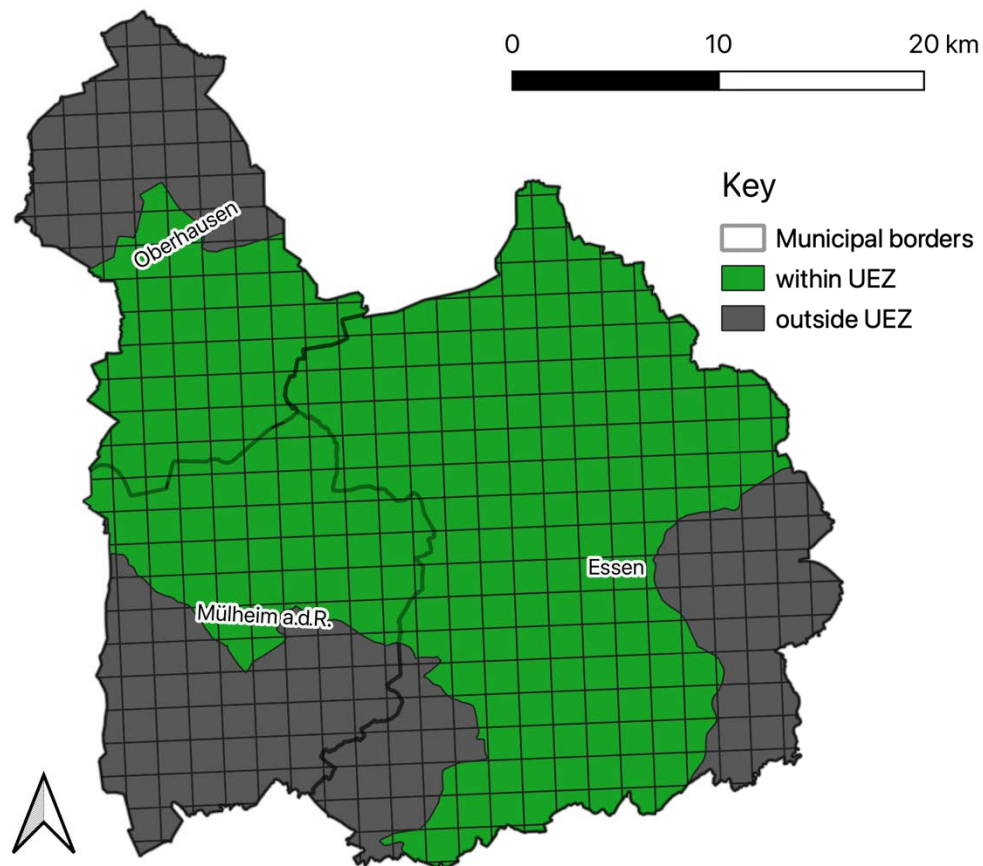 0 10 20 km
Key
Municipal borders
within UEZ
outside UEZ
Oberhausen
Essen
Mülheim a.d.R.